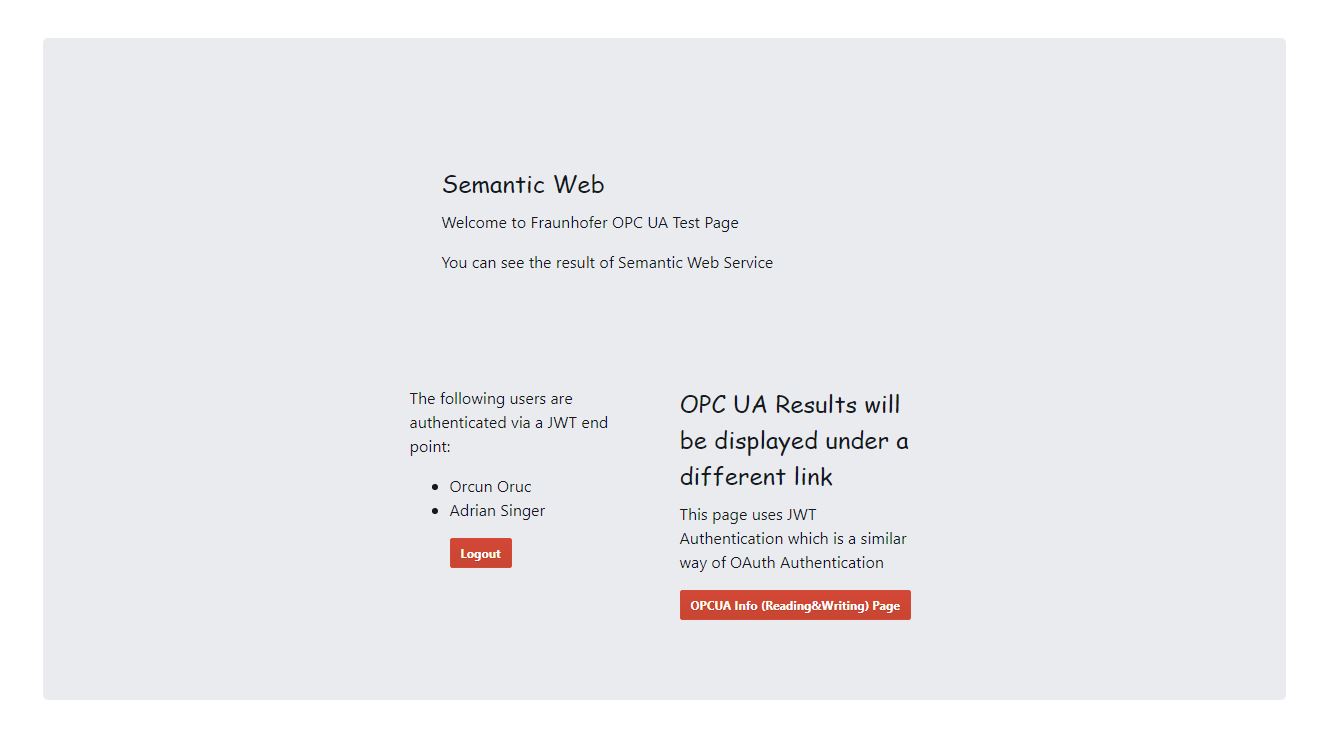 Semantic Web
Welcome to Fraunhofer OPC UA Test Page
You can see the result of Semantic Web Service
The following users are
authenticated via a JWT end
point:
Orcun Oruc
Adrian Singer
Logout
OPC UA Results will
be displayed under a
different link
This page uses JWT
Authentication which is a similar
way of OAuth Authentication
OPCUA Info (Reading&Writing) Page